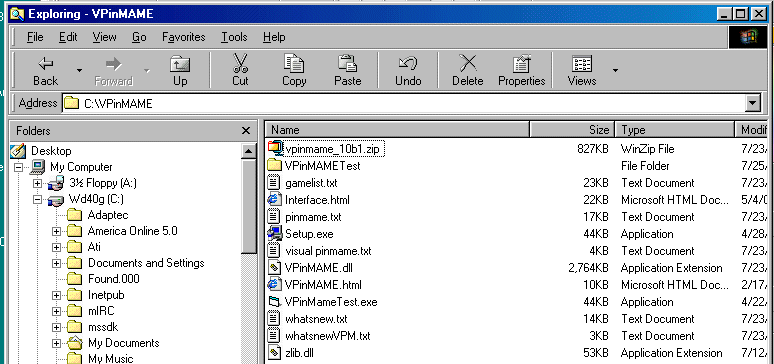 Exploring - VPinMAME
File Edit View Go Favorites Tools Help
Back Forward Up Cut Copy Paste Undo Delete Properties Views
Address C:\VPinMAME
Folders
Desktop
My Computer
3½ Floppy (A:)
Wd40g (C:)
Adaptec
America Online 5.0
Ati
Documents and Settings
Found.000
Inetpub
mIRC
mssdk
My Documents
My Music
Name Size Type Modif
vpinmame_10b1.zip 827KB WinZip File 7/23/
VPinMAMETest File Folder 7/25/
gamelist.txt 23KB Text Document 7/23/
Interface.html 22KB Microsoft HTML Doc... 5/4/0
pinmame.txt 17KB Text Document 7/23/
Setup.exe 44KB Application 4/28/
visual pinmame.txt 4KB Text Document 7/23/
VPinMAME.dll 2,764KB Application Extension 7/23/
VPinMAME.html 10KB Microsoft HTML Doc... 2/17/
VPinMameTest.exe 44KB Application 4/22/
whatsnew.txt 14KB Text Document 7/23/
whatsnewVPM.txt 3KB Text Document 7/23/
zlib.dll 53KB Application Extension 7/12/